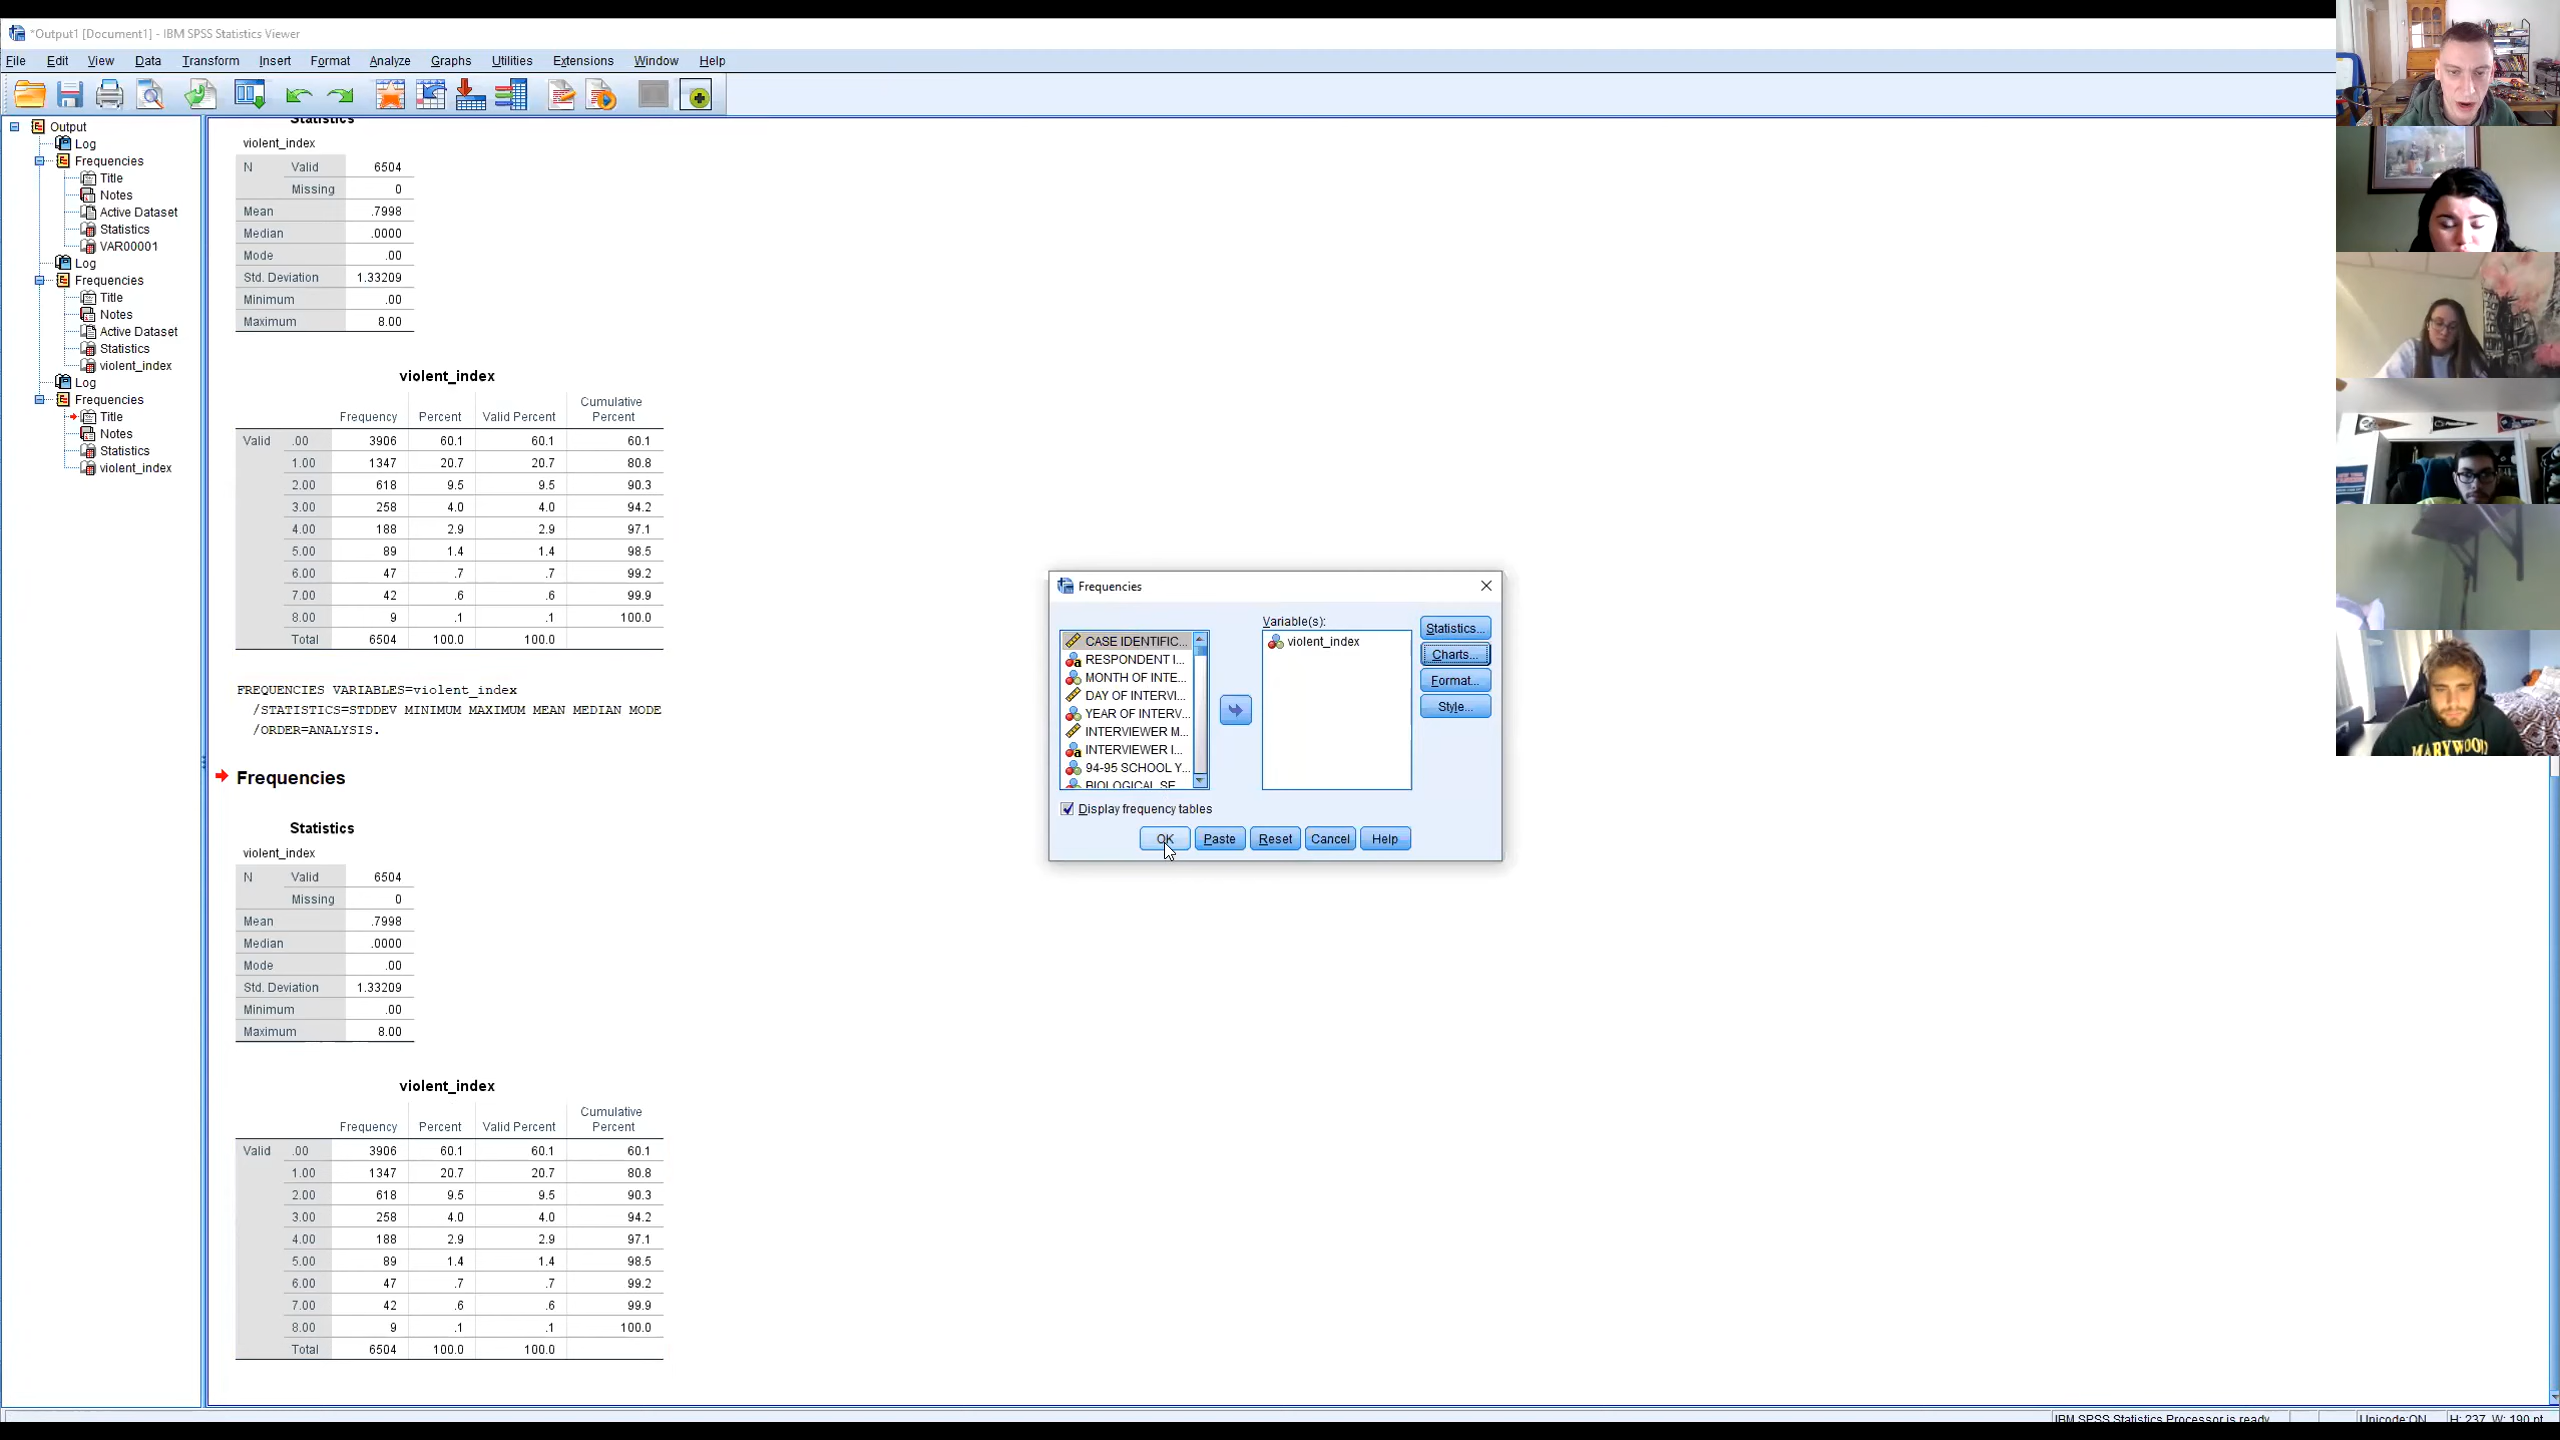 *Output1 [Document1] - IBM SPSS Statistics Viewer
File Edit View Data Transform Insert Format Analyze Graphs Utilities Extensions Window Help
Output
Log
Frequencies
Title
Notes
Active Dataset
Statistics
VAR00001
Log
Frequencies
Title
Notes
Active Dataset
Statistics
violent_index
Log
Frequencies
Title
Notes
Statistics
violent_index
Statistics
violent_index
N Valid 6504
Missing 0
Mean .7998
Median .0000
Mode .00
Std. Deviation 1.33209
Minimum .00
Maximum 8.00
violent_index
Frequency Percent Valid Percent Cumulative Percent
Valid .00 3906 60.1 60.1 60.1
1.00 1347 20.7 20.7 80.8
2.00 618 9.5 9.5 90.3
3.00 258 4.0 4.0 94.2
4.00 188 2.9 2.9 97.1
5.00 89 1.4 1.4 98.5
6.00 47 .7 .7 99.2
7.00 42 .6 .6 99.9
8.00 9 .1 .1 100.0
Total 6504 100.0 100.0
FREQUENCIES VARIABLES=violent_index
/STATISTICS=STDDEV MINIMUM MAXIMUM MEAN MEDIAN MODE
/ORDER=ANALYSIS.
Frequencies
Statistics
violent_index
N Valid 6504
Missing 0
Mean .7998
Median .0000
Mode .00
Std. Deviation 1.33209
Minimum .00
Maximum 8.00
violent_index
Frequency Percent Valid Percent Cumulative Percent
Valid .00 3906 60.1 60.1 60.1
1.00 1347 20.7 20.7 80.8
2.00 618 9.5 9.5 90.3
3.00 258 4.0 4.0 94.2
4.00 188 2.9 2.9 97.1
5.00 89 1.4 1.4 98.5
6.00 47 .7 .7 99.2
7.00 42 .6 .6 99.9
8.00 9 .1 .1 100.0
Total 6504 100.0 100.0
Frequencies
Variable(s):
CASE IDENTIFIC...
RESPONDENT I...
MONTH OF INTE...
DAY OF INTERVI...
YEAR OF INTERV...
INTERVIEWER M...
INTERVIEWER I...
94-95 SCHOOL Y...
BIOLOGICAL SE
violent_index
Statistics...
Charts...
Format...
Style...
Display frequency tables
OK Paste Reset Cancel Help
MARYWOOD
IBM SPSS Statistics Processor is ready
Unicode:ON
H: 237, W: 190 pt